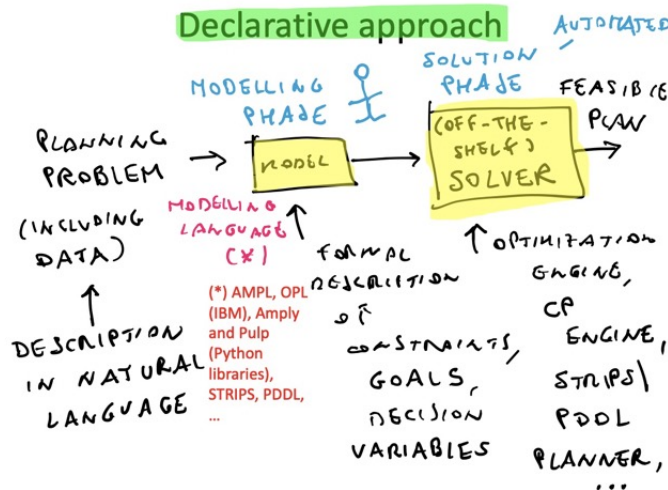 Declarative approach
AUTOMATED
MODELLING
PHASE
SOLUTION
PHASE
FEASIBLE
PLAN
PLANNING
PROBLEM
(INCLUDING
DATA)
MODEL
(OFF-THE-
SHELF)
SOLVER
MODELLING
LANGUAGE
(*)
(*) AMPL, OPL
(IBM), Amply
and Pulp
(Python
libraries),
STRIPS, PDDL,
...
DESCRIPTION
IN NATURAL
LANGUAGE
FORMAL
DESCRIPTION
OF
CONSTRAINTS,
GOALS,
DECISION
VARIABLES
OPTIMIZATION
ENGINE,
CP
ENGINE,
STRIPS/
PDDL
PLANNER,
...